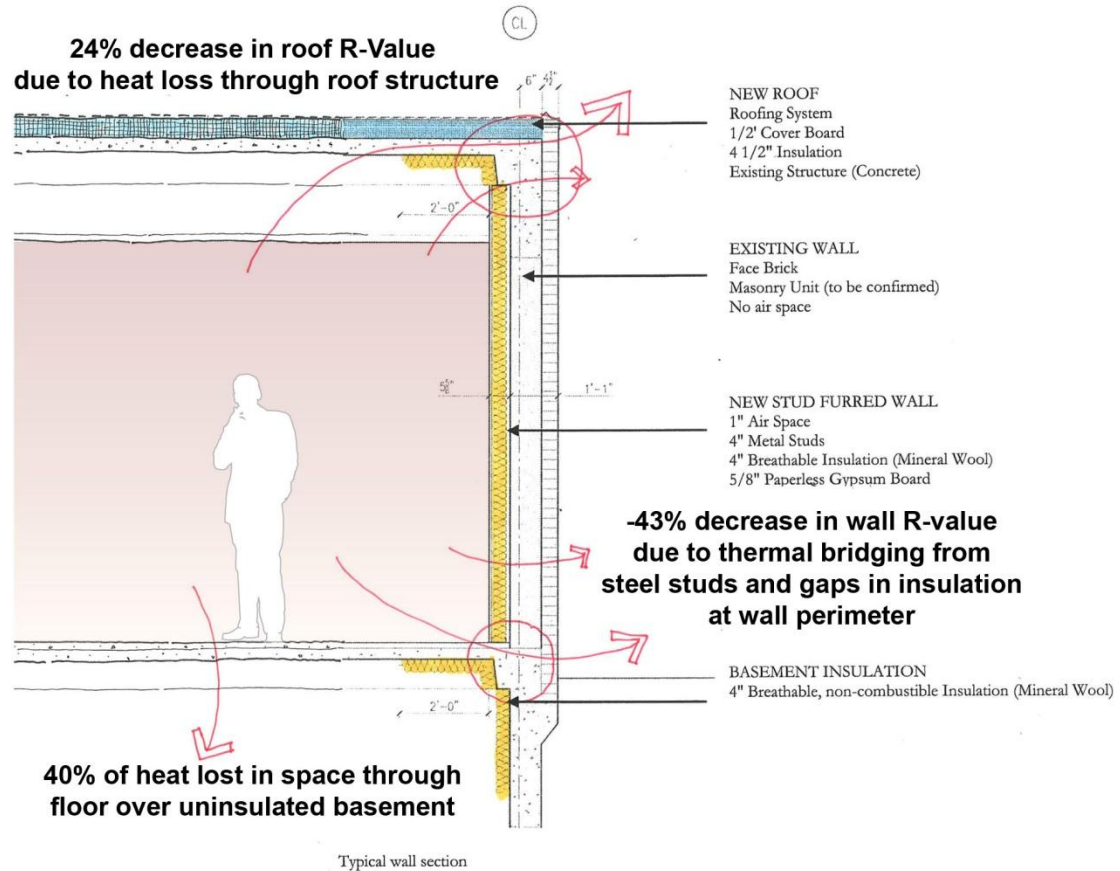 CL
24% decrease in roof R-Value
due to heat loss through roof structure
6"
4 1/2"
NEW ROOF
Roofing System
1/2' Cover Board
4 1/2" Insulation
Existing Structure (Concrete)
2'-0"
EXISTING WALL
Face Brick
Masonry Unit (to be confirmed)
No air space
1'-1"
NEW STUD FURRED WALL
1" Air Space
4" Metal Studs
4" Breathable Insulation (Mineral Wool)
5/8" Paperless Gypsum Board
-43% decrease in wall R-value
due to thermal bridging from
steel studs and gaps in insulation
at wall perimeter
BASEMENT INSULATION
4" Breathable, non-combustible Insulation (Mineral Wool)
2'-0"
40% of heat lost in space through
floor over uninsulated basement
Typical wall section